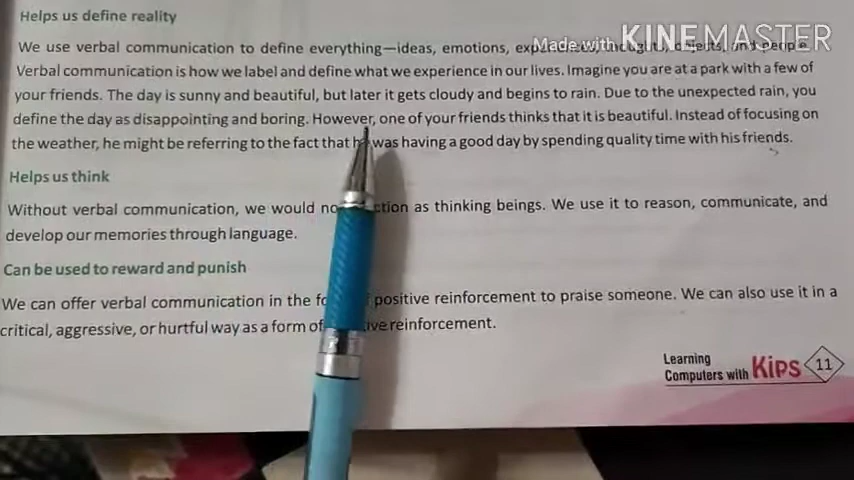 Helps us define reality
Made with KINEMASTER
We use verbal communication to define everything—ideas, emotions, experiences, thoughts, objects, and people.
Verbal communication is how we label and define what we experience in our lives. Imagine you are at a park with a few of
your friends. The day is sunny and beautiful, but later it gets cloudy and begins to rain. Due to the unexpected rain, you
define the day as disappointing and boring. However, one of your friends thinks that it is beautiful. Instead of focusing on
the weather, he might be referring to the fact that he was having a good day by spending quality time with his friends.
Helps us think
Without verbal communication, we would as thinking beings. We use it to reason, communicate, and
develop our memories through language.
Can be used to reward and punish
We can offer verbal communication in the positive reinforcement to praise someone. We can also use it in a
critical, aggressive, or hurtful way as a form of reinforcement.
Learning
Computers with Kips 11